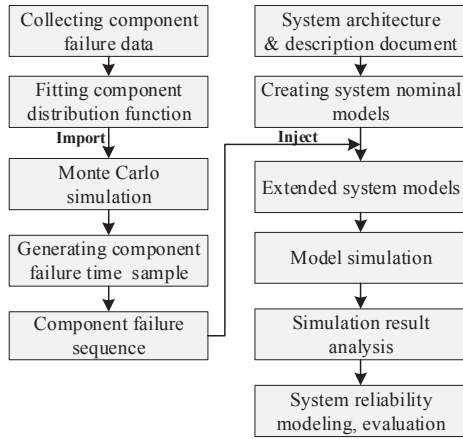 Collecting component
failure data
Fitting component
distribution function
Import
Monte Carlo
simulation
Generating component
failure time sample
Component failure
sequence
System architecture
& description document
Creating system nominal
models
Inject
Extended system models
Model simulation
Simulation result
analysis
System reliability
modeling, evaluation